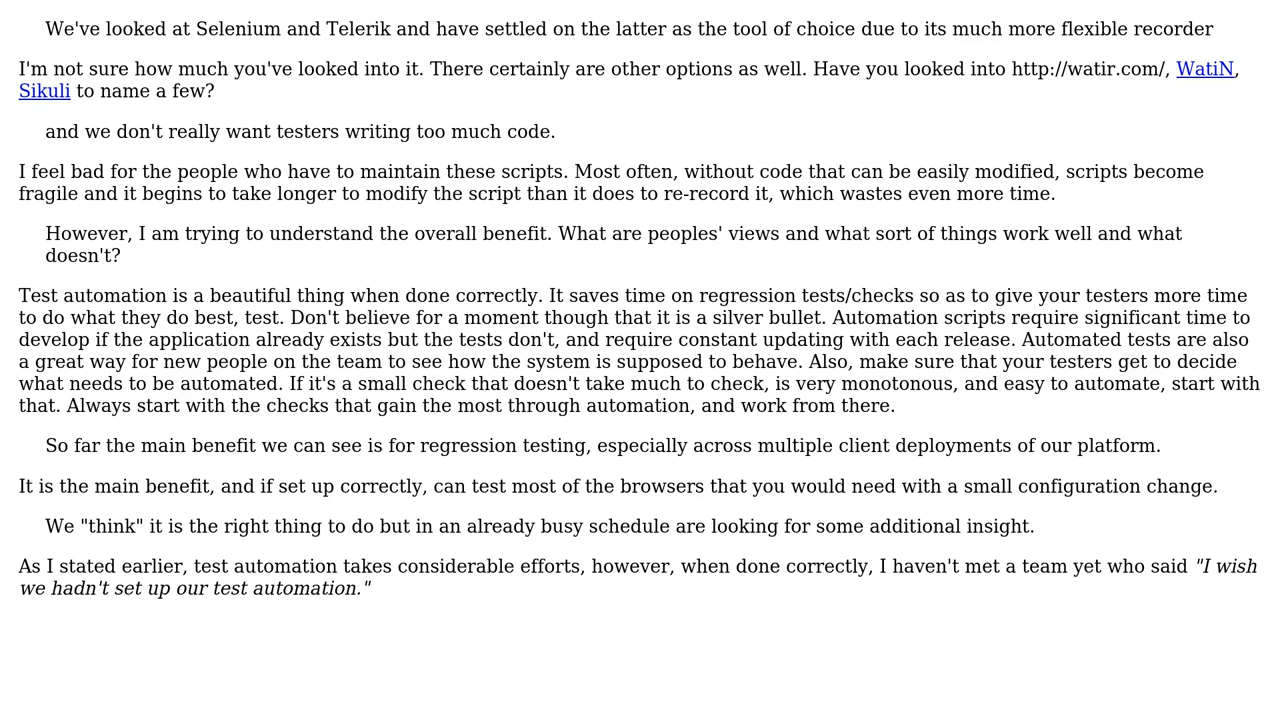 We've looked at Selenium and Telerik and have settled on the latter as the tool of choice due to its much more flexible recorder
I'm not sure how much you've looked into it. There certainly are other options as well. Have you looked into http://watir.com/, WatiN,
Sikuli to name a few?
and we don't really want testers writing too much code.
I feel bad for the people who have to maintain these scripts. Most often, without code that can be easily modified, scripts become
fragile and it begins to take longer to modify the script than it does to re-record it, which wastes even more time.
However, I am trying to understand the overall benefit. What are peoples' views and what sort of things work well and what
doesn't?
Test automation is a beautiful thing when done correctly. It saves time on regression tests/checks so as to give your testers more time
to do what they do best, test. Don't believe for a moment though that it is a silver bullet. Automation scripts require significant time to
develop if the application already exists but the tests don't, and require constant updating with each release. Automated tests are also
a great way for new people on the team to see how the system is supposed to behave. Also, make sure that your testers get to decide
what needs to be automated. If it's a small check that doesn't take much to check, is very monotonous, and easy to automate, start with
that. Always start with the checks that gain the most through automation, and work from there.
So far the main benefit we can see is for regression testing, especially across multiple client deployments of our platform.
It is the main benefit, and if set up correctly, can test most of the browsers that you would need with a small configuration change.
We "think" it is the right thing to do but in an already busy schedule are looking for some additional insight.
As I stated earlier, test automation takes considerable efforts, however, when done correctly, I haven't met a team yet who said "I wish
we hadn't set up our test automation."